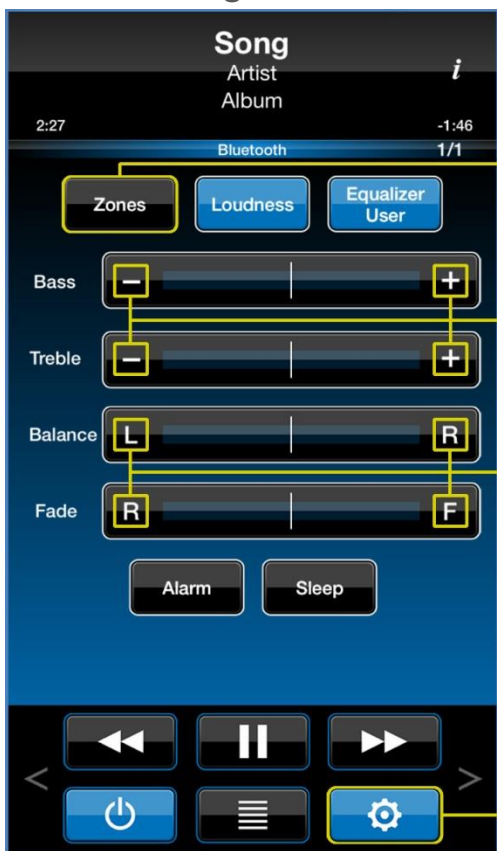 Song
Artist
i
Album
2:27
-1:46
Bluetooth
1/1
Zones
Loudness
Equalizer
User
Bass
−
+
Treble
−
+
Balance
L
R
Fade
R
F
Alarm
Sleep